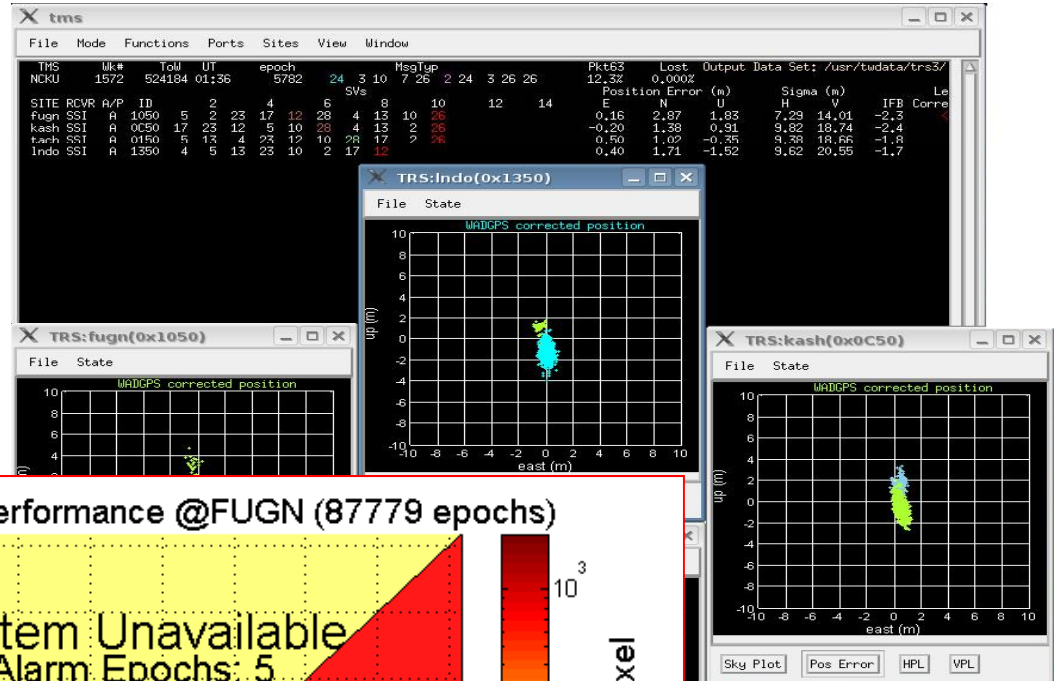 tms
File Mode Functions Ports Sites View Window
TMS Wk# ToW UT epoch MsgTyp Pkt63 Lost Output Data Set: /usr/twdata/trs3/
NCKU 1572 524184 01:36 5782 24 3 10 7 26 2 24 3 26 26 12.3% 0.000%
SVs Position Error (m) Sigma (m) Le
SITE RCVR A/P ID 2 4 6 8 10 12 14 E N U H V IFB Corre
fugn SSI A 1050 5 2 23 17 12 28 4 13 10 26 0.16 2.87 1.83 7.29 14.01 -2.3
kash SSI A 0C50 17 23 12 5 10 28 4 13 2 26 -0.20 1.38 0.91 9.82 18.74 -2.4
tach SSI A 0150 5 13 4 23 12 10 28 17 2 26 0.50 1.02 -0.35 9.38 18.66 -1.8
lndo SSI A 1350 4 5 13 23 10 2 17 12 0.40 1.71 -1.52 9.62 20.55 -1.7
TRS:lndo(0x1350)
File State
WADGPS corrected position
10
8
6
4
2
0
-2
-4
-6
-8
-10
up (m)
-10 -8 -6 -4 -2 0 2 4 6 8 10
east (m)
TRS:fugn(0x1050)
File State
WADGPS corrected position
10
8
6
4
TRS:kash(0x0C50)
File State
WADGPS corrected position
10
8
6
4
2
0
-2
-4
-6
-8
-10
up (m)
-10 -8 -6 -4 -2 0 2 4 6 8 10
east (m)
Sky Plot Pos Error HPL VPL
erformance @FUGN (87779 epochs)
tem Unavailable
Alarm Epochs: 5
10 3
xel